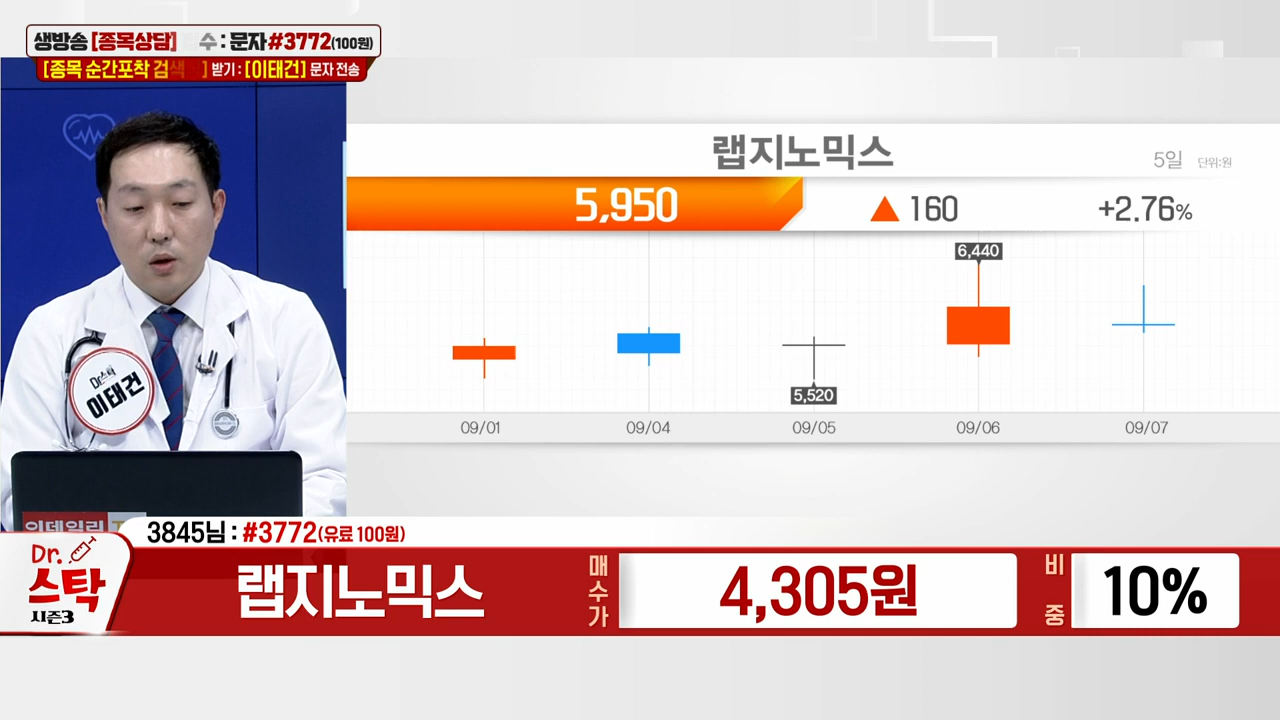 생방송 [종목상담] 수 : 문자 #3772(100원)
[종목 순간포착 검색 ] 받기 : [이태건] 문자 전송
랩지노믹스
5일 단위:원
5,950 ▲ 160 +2.76%
6,440
5,520
09/01 09/04 09/05 09/06 09/07
Dr.스탁
이태건
이데일리
3845님 : #3772(유료 100원)
Dr.
스탁
시즌3
랩지노믹스 매수가 4,305원 비중 10%